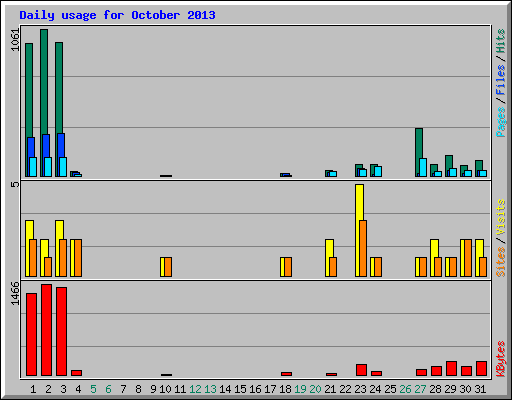 Daily usage for October 2013
1061
Pages/Files/Hits
5
Sites/Visits
1466
KBytes
1 2 3 4 5 6 7 8 9 10 11 12 13 14 15 16 17 18 19 20 21 22 23 24 25 26 27 28 29 30 31